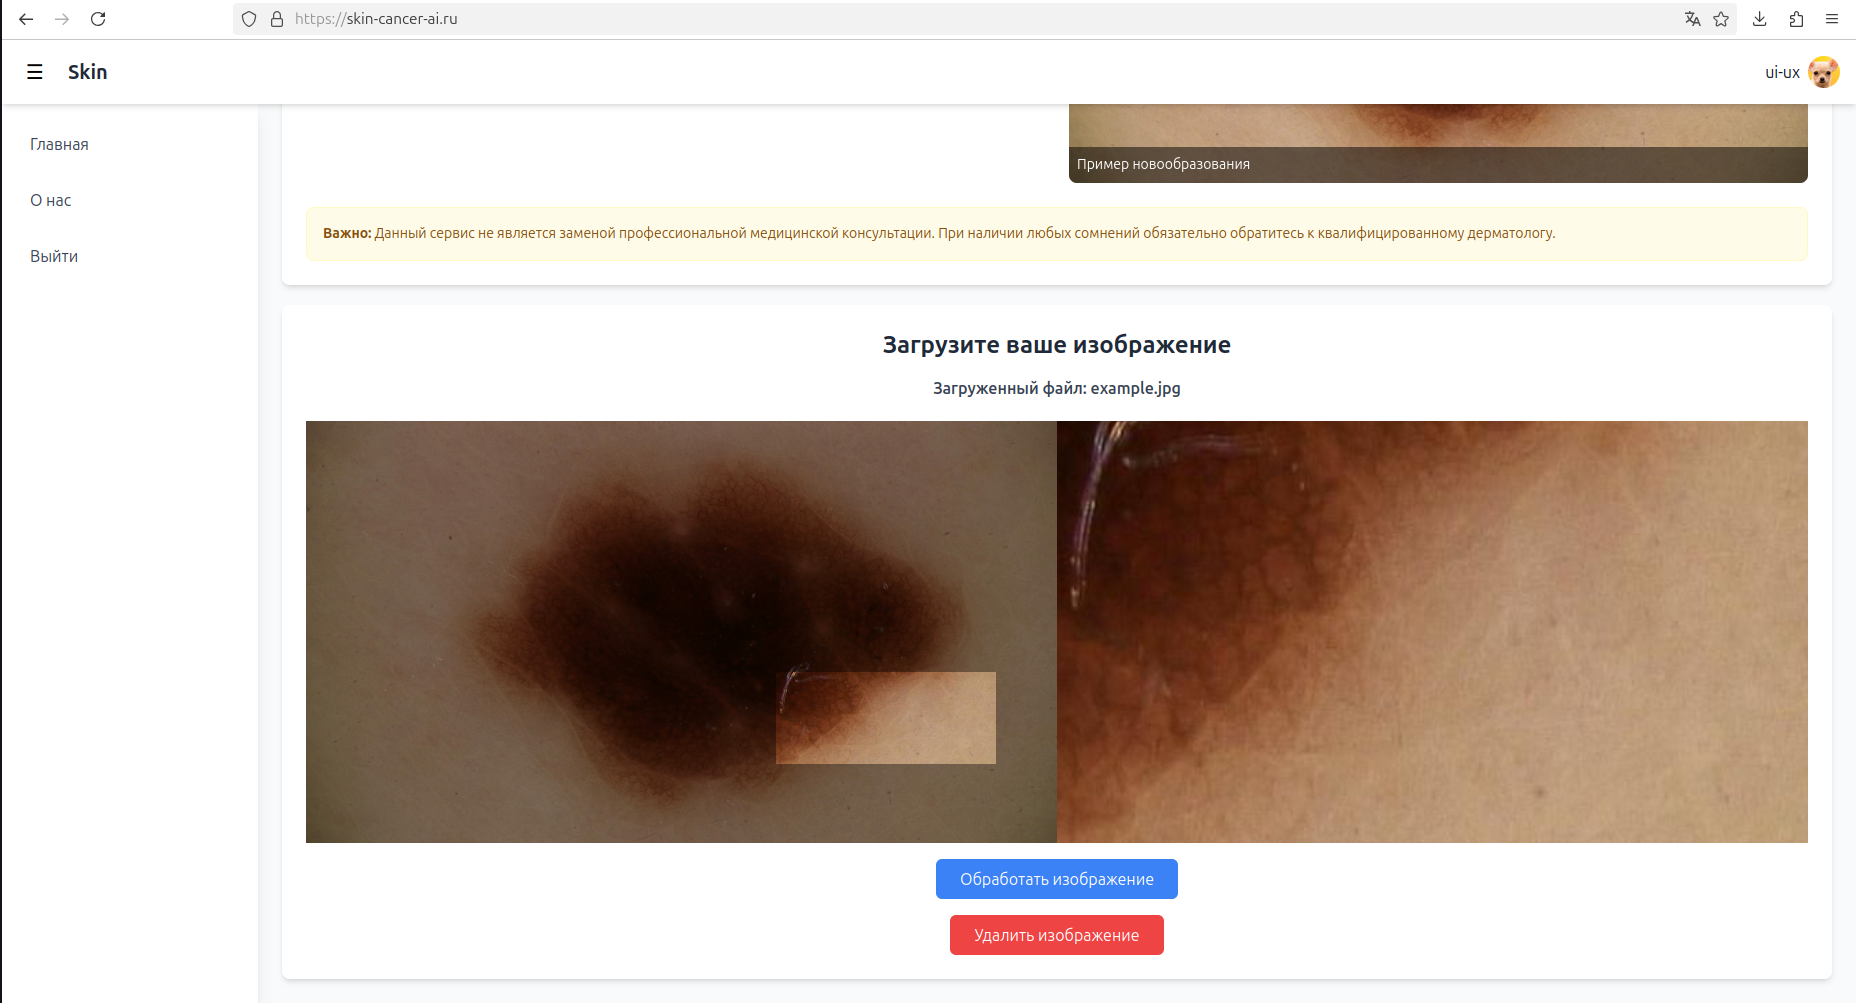 https://skin-cancer-ai.ru
Skin
ui-ux
Главная
О нас
Выйти
Пример новообразования
Важно: Данный сервис не является заменой профессиональной медицинской консультации. При наличии любых сомнений обязательно обратитесь к квалифицированному дерматологу.
Загрузите ваше изображение
Загруженный файл: example.jpg
Обработать изображение
Удалить изображение